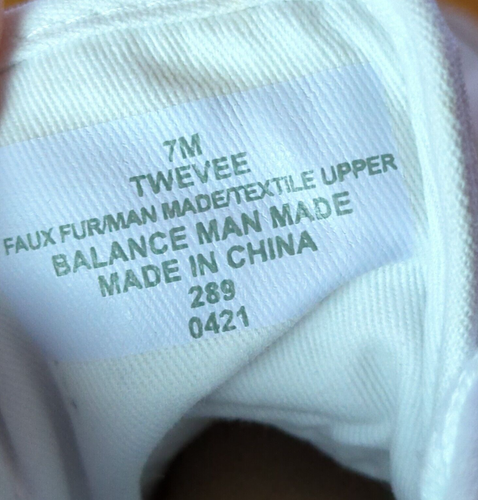 7M
TWEVEE
FAUX FUR/MAN MADE/TEXTILE UPPER
BALANCE MAN MADE
MADE IN CHINA
289
0421